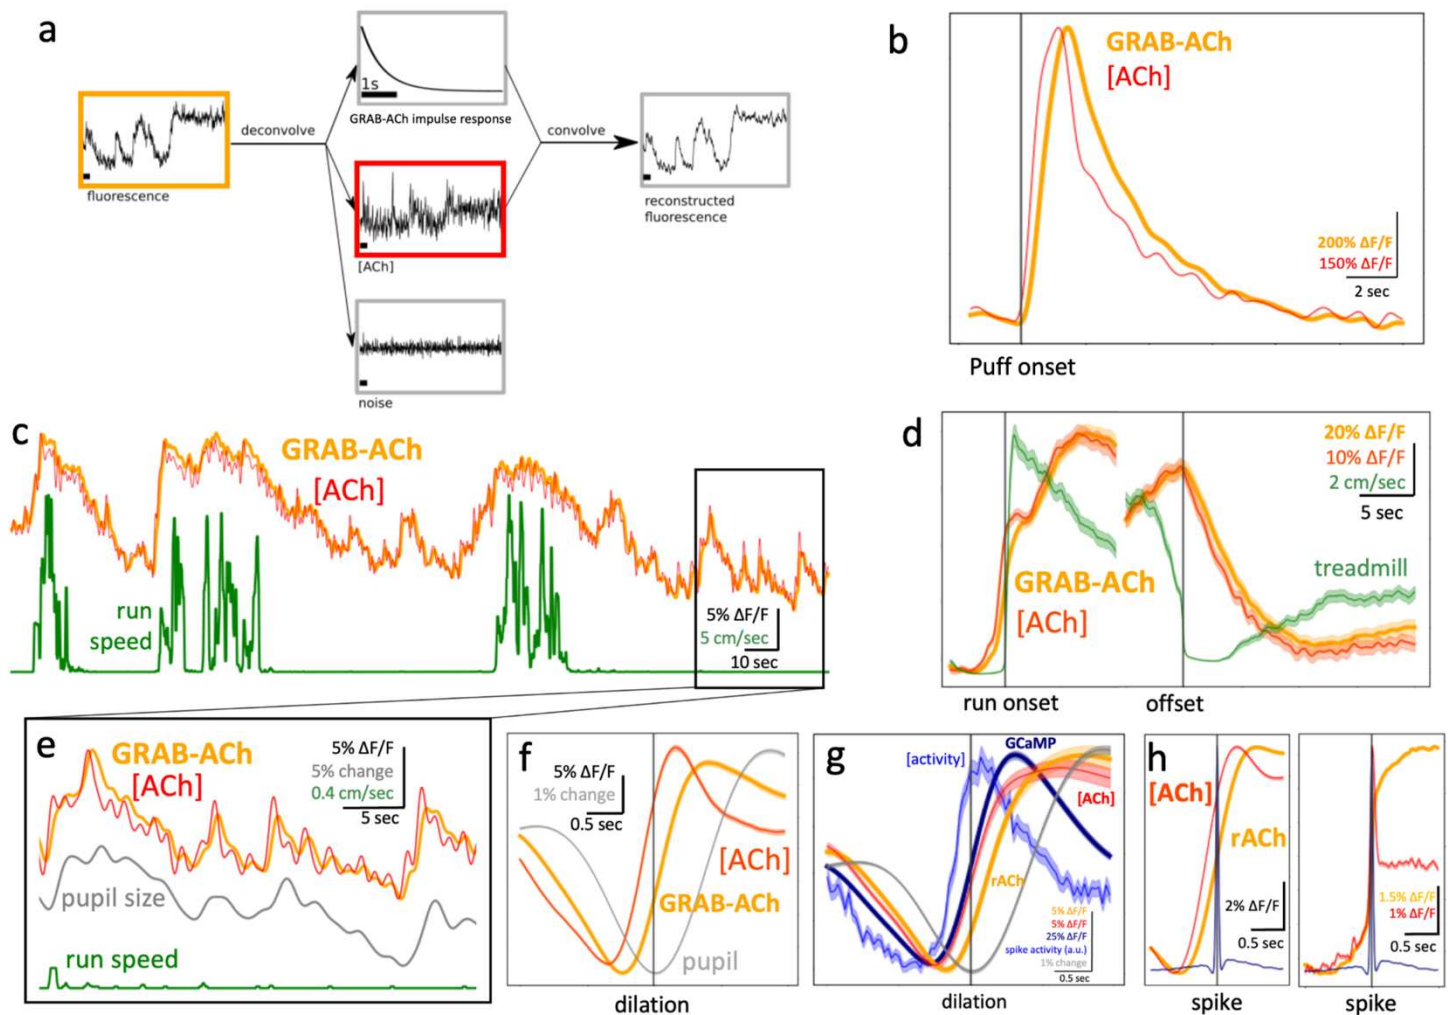 a
fluorescence
deconvolve
1s
GRAB-ACh impulse response
[ACh]
noise
convolve
reconstructed
fluorescence
b
GRAB-ACh
[ACh]
200% ΔF/F
150% ΔF/F
2 sec
Puff onset
c
GRAB-ACh
[ACh]
run
speed
5% ΔF/F
5 cm/sec
10 sec
d
20% ΔF/F
10% ΔF/F
2 cm/sec
5 sec
GRAB-ACh
[ACh]
treadmill
run onset
offset
e
GRAB-ACh
[ACh]
5% ΔF/F
5% change
0.4 cm/sec
5 sec
pupil size
run speed
f
5% ΔF/F
1% change
0.5 sec
[ACh]
GRAB-ACh
pupil
dilation
g
[activity]
GCaMP
[ACh]
rACh
5% ΔF/F
5% ΔF/F
25% ΔF/F
spike activity (a.u.)
1% change
0.5 sec
dilation
h
[ACh]
rACh
2% ΔF/F
0.5 sec
spike
1.5% ΔF/F
1% ΔF/F
0.5 sec
spike